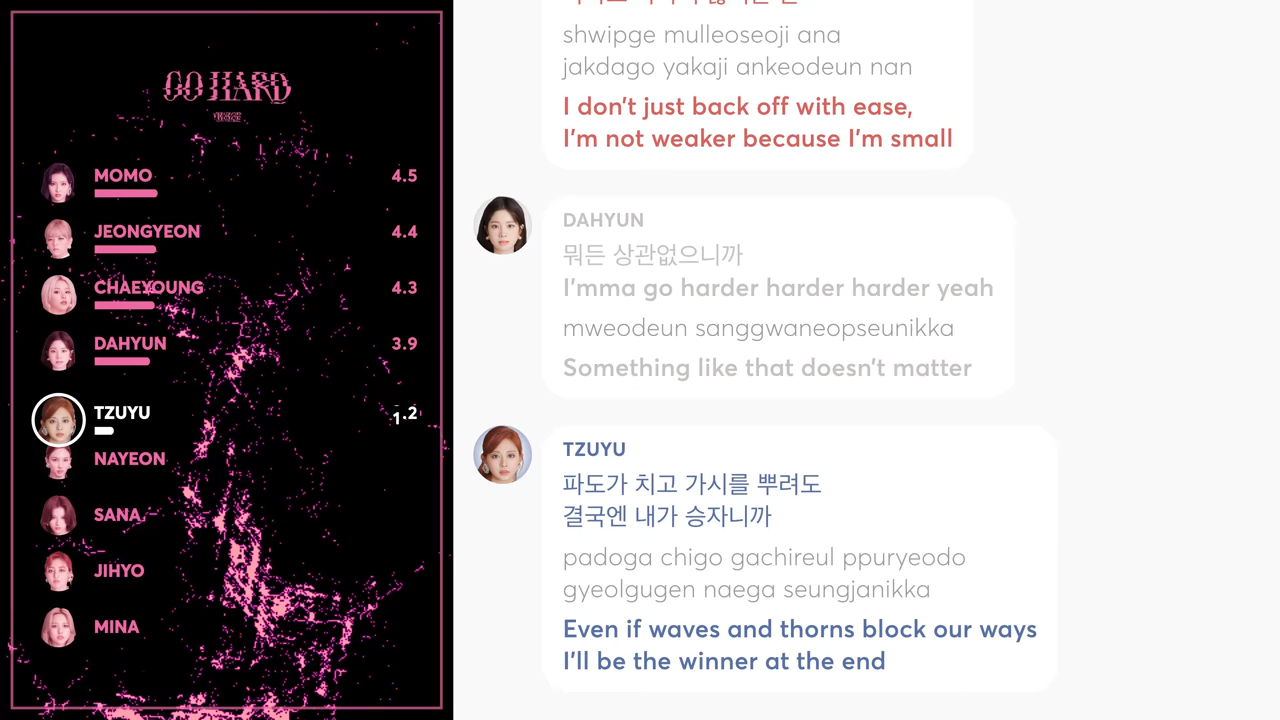 GO HARD
TWICE
MOMO 4.5
JEONGYEON 4.4
CHAEYOUNG 4.3
DAHYUN 3.9
TZUYU 1.2
NAYEON
SANA
JIHYO
MINA
shwipge mulleoseoji ana
jakdago yakaji ankeodeun nan
I don't just back off with ease,
I'm not weaker because I'm small
DAHYUN
뭐든 상관없으니까
I'mma go harder harder harder yeah
mweodeun sanggwaneopseunikka
Something like that doesn't matter
TZUYU
파도가 치고 가시를 뿌려도
결국엔 내가 승자니까
padoga chigo gachireul ppuryeodo
gyeolgugen naega seungjanikka
Even if waves and thorns block our ways
I'll be the winner at the end